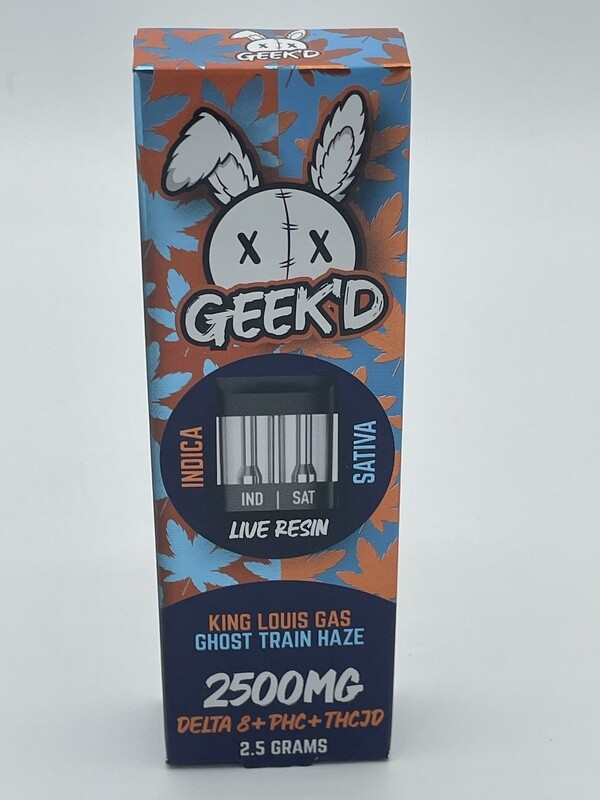 GEEK'D
X X
GEEK'D
INDICA
SATIVA
IND | SAT
LIVE RESIN
KING LOUIS GAS
GHOST TRAIN HAZE
2500MG
DELTA 8+PHC+THCJD
2.5 GRAMS